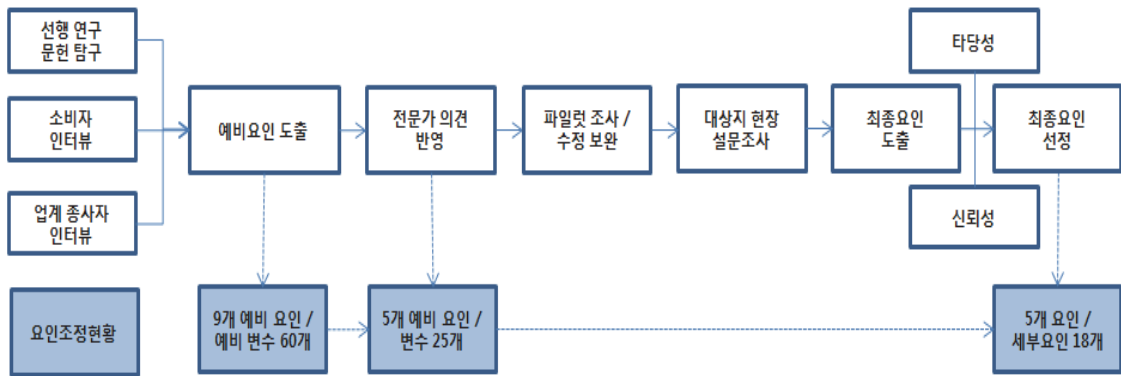 선행 연구
문헌 탐구
소비자
인터뷰
업계 종사자
인터뷰
예비요인 도출
전문가 의견
반영
파일럿 조사 /
수정 보완
대상지 현장
설문조사
최종요인
도출
타당성
신뢰성
최종요인
선정
요인조정현황
9개 예비 요인 /
예비 변수 60개
5개 예비 요인 /
변수 25개
5개 요인 /
세부요인 18개